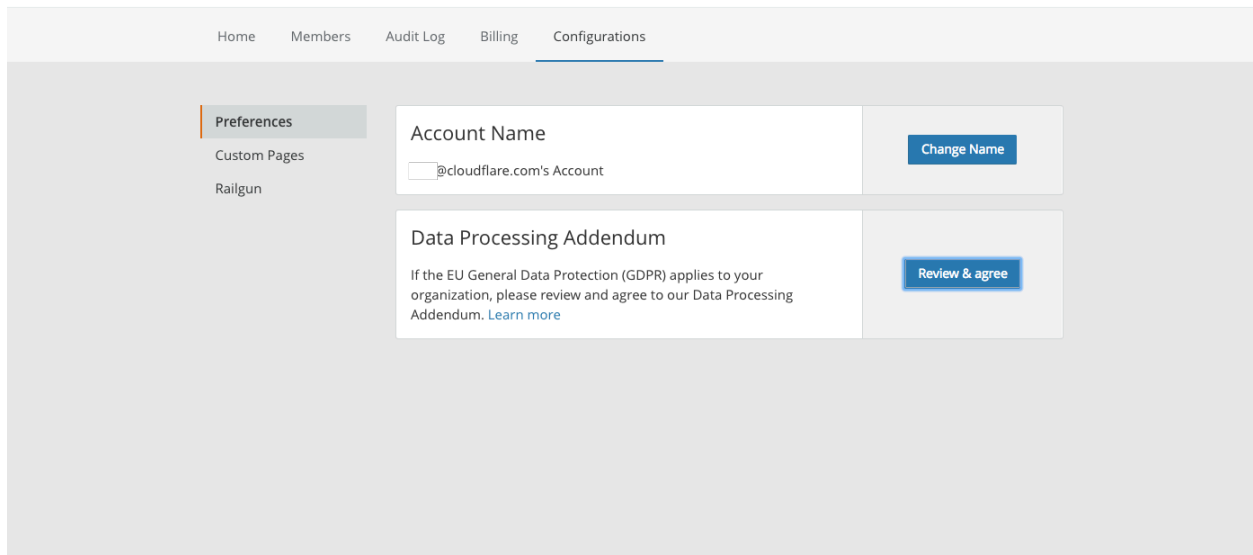 Home Members Audit Log Billing Configurations
Preferences
Custom Pages
Railgun
Account Name
@cloudflare.com's Account
Change Name
Data Processing Addendum
If the EU General Data Protection (GDPR) applies to your
organization, please review and agree to our Data Processing
Addendum. Learn more
Review & agree